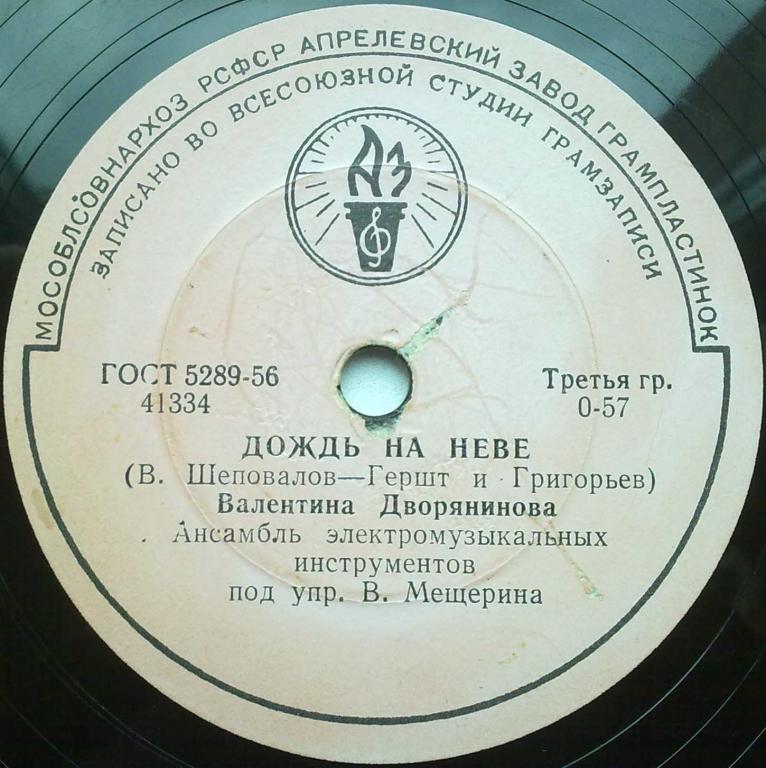 МОСОБЛСОВНАРХОЗ РСФСР АПРЕЛЕВСКИЙ ЗАВОД ГРАМПЛАСТИНОК
ЗАПИСАНО ВО ВСЕСОЮЗНОЙ СТУДИИ ГРАМЗАПИСИ
АЗ
ГОСТ 5289-56
41334
Третья гр.
0-57
ДОЖДЬ НА НЕВЕ
(В. Шеповалов—Гершт и Григорьев)
Валентина Дворянинова
Ансамбль электромузыкальных
инструментов
под упр. В. Мещерина